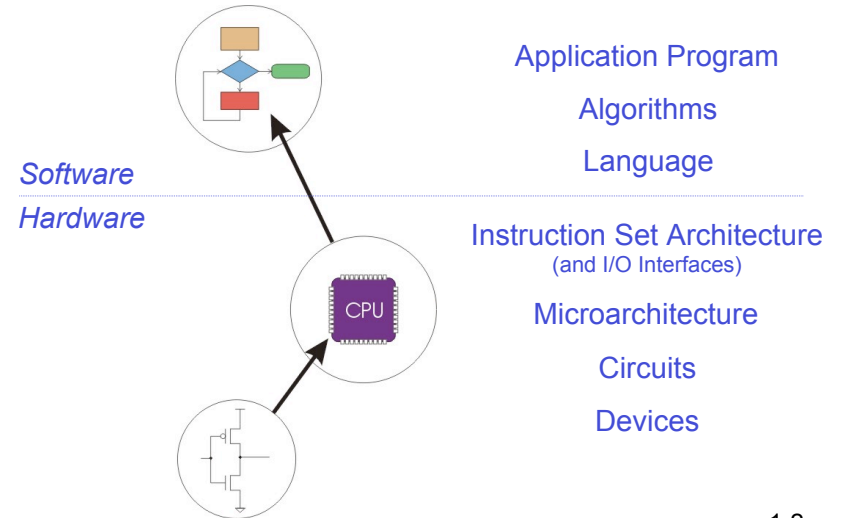 Application Program
Algorithms
Language
Software
Hardware
Instruction Set Architecture
(and I/O Interfaces)
CPU
Microarchitecture
Circuits
Devices